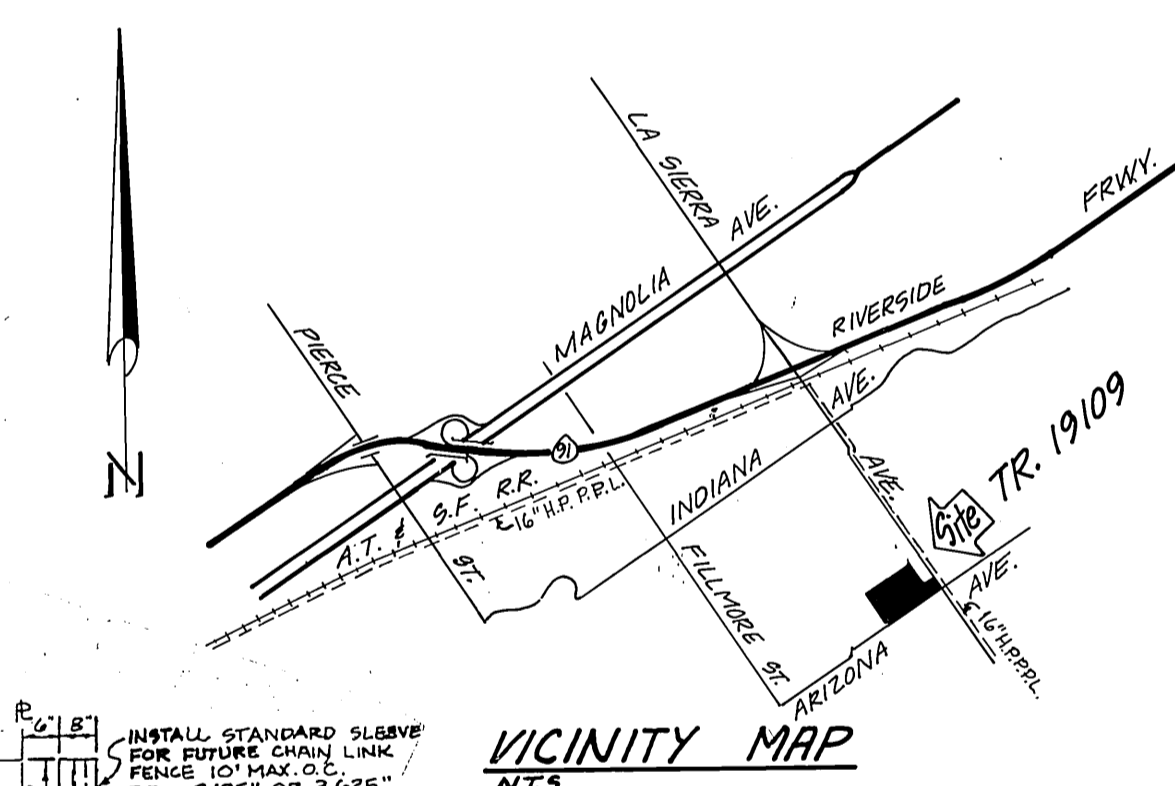 LA SIERRA AVE.
MAGNOLIA AVE.
RIVERSIDE FRWY.
PIERCE ST.
91
A.T. & S.F. R.R.
℄ 16" H.P. P.P.L.
INDIANA AVE.
FILLMORE ST.
TR. 19109
Site
ARIZONA AVE.
℄ 16" H.P.P.P.L.
N
℞ 6" 8"
INSTALL STANDARD SLEEVE
FOR FUTURE CHAIN LINK
FENCE 10' MAX. O.C.
VICINITY MAP
N.T.S.